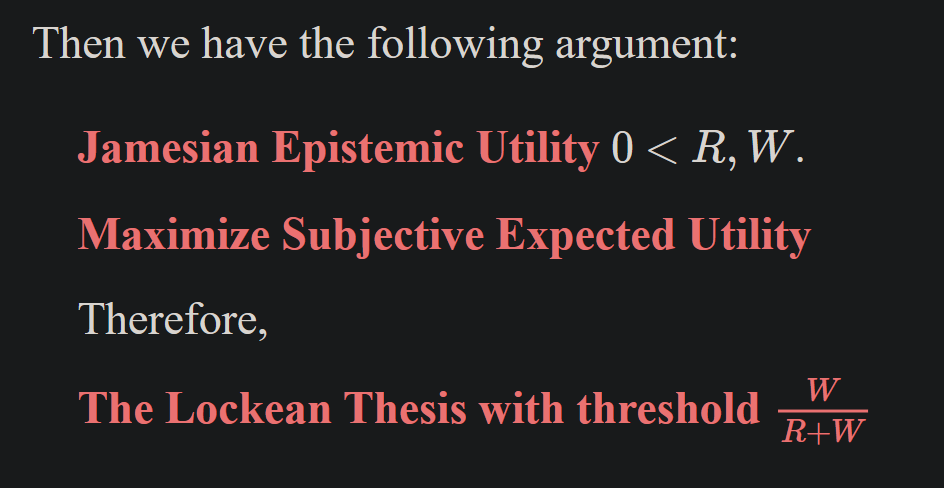 Then we have the following argument:
Jamesian Epistemic Utility 0 < R, W.
Maximize Subjective Expected Utility
Therefore,
The Lockean Thesis with threshold W/R+W